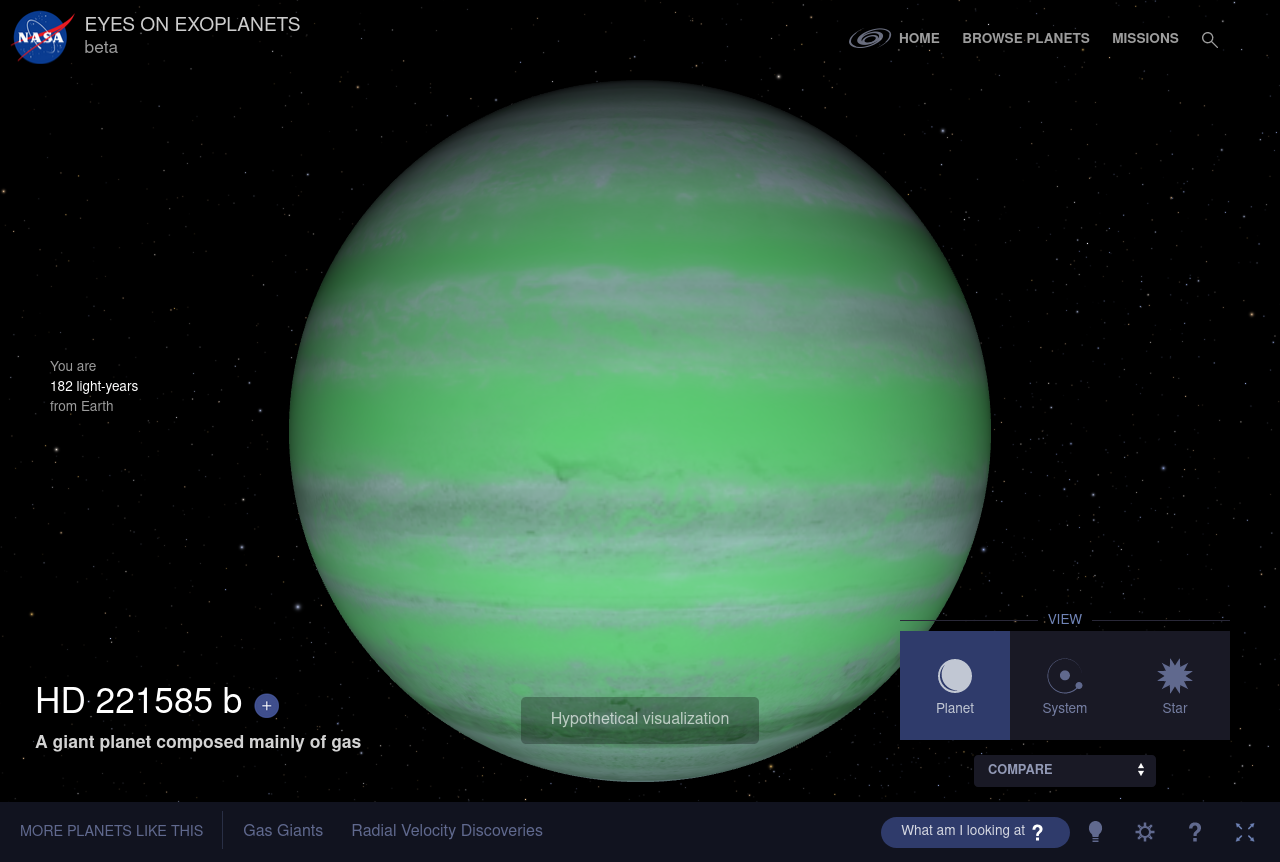 NASA
EYES ON EXOPLANETS
beta
HOME
BROWSE PLANETS
MISSIONS
You are
182 light-years
from Earth
VIEW
Planet
System
Star
HD 221585 b +
A giant planet composed mainly of gas
Hypothetical visualization
COMPARE
MORE PLANETS LIKE THIS
Gas Giants
Radial Velocity Discoveries
What am I looking at ?
?